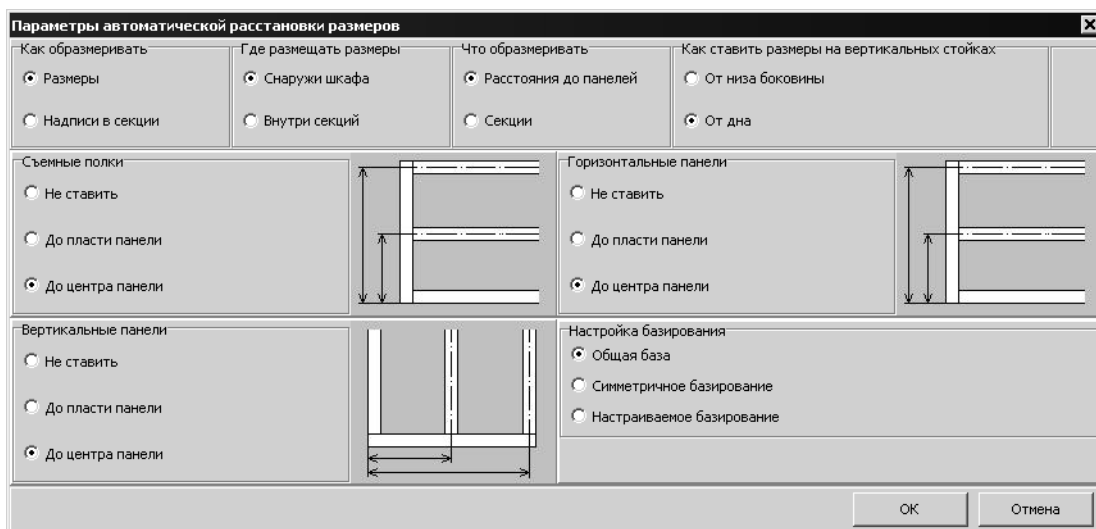 Параметры автоматической расстановки размеров
Как образмеривать
Размеры
Надписи в секции
Где размещать размеры
Снаружи шкафа
Внутри секций
Что образмеривать
Расстояния до панелей
Секции
Как ставить размеры на вертикальных стойках
От низа боковины
От дна
Съемные полки
Не ставить
До пласти панели
До центра панели
Горизонтальные панели
Не ставить
До пласти панели
До центра панели
Вертикальные панели
Не ставить
До пласти панели
До центра панели
Настройка базирования
Общая база
Симметричное базирование
Настраиваемое базирование
ОК
Отмена